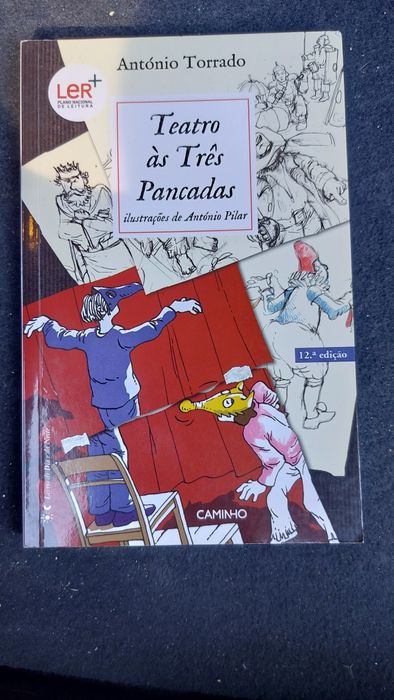 António Torrado
LeR+
PLANO NACIONAL
DE LEITURA
Teatro
às Três
Pancadas
ilustrações de António Pilar
12.ª edição
CAMINHO